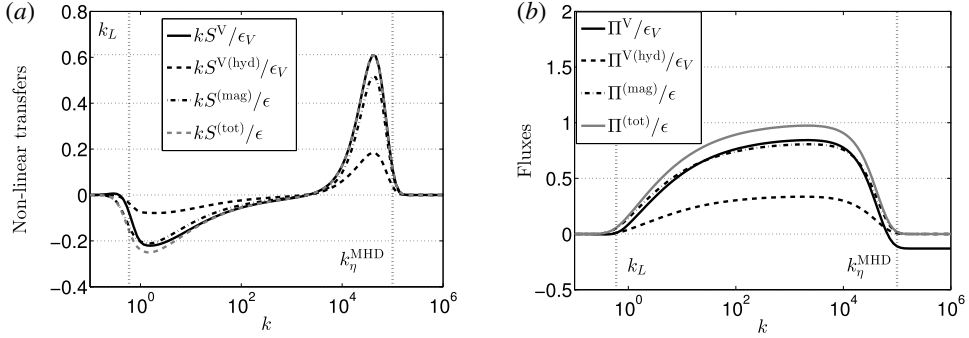 (a)
0.8
0.6
0.4
0.2
0
−0.2
−0.4
Non-linear transfers
k_L
kS^V/ϵ_V
kS^V(hyd)/ϵ_V
kS^(mag)/ϵ
kS^(tot)/ϵ
k_η^MHD
10^0 10^2 10^4 10^6
k
(b)
2
1.5
1
0.5
0
−0.5
Fluxes
Π^V/ϵ_V
Π^V(hyd)/ϵ_V
Π^(mag)/ϵ
Π^(tot)/ϵ
k_L
k_η^MHD
10^0 10^2 10^4 10^6
k